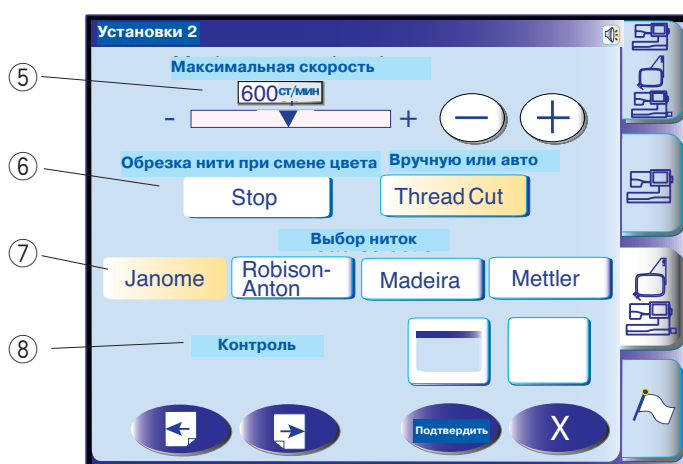 Установки 2
5
Максимальная скорость
600ст/мин
- +
6
Обрезка нити при смене цвета Вручную или авто
Stop Thread Cut
7
Выбор ниток
Janome Robison-
Anton Madeira Mettler
8
Контроль
Подтвердить X